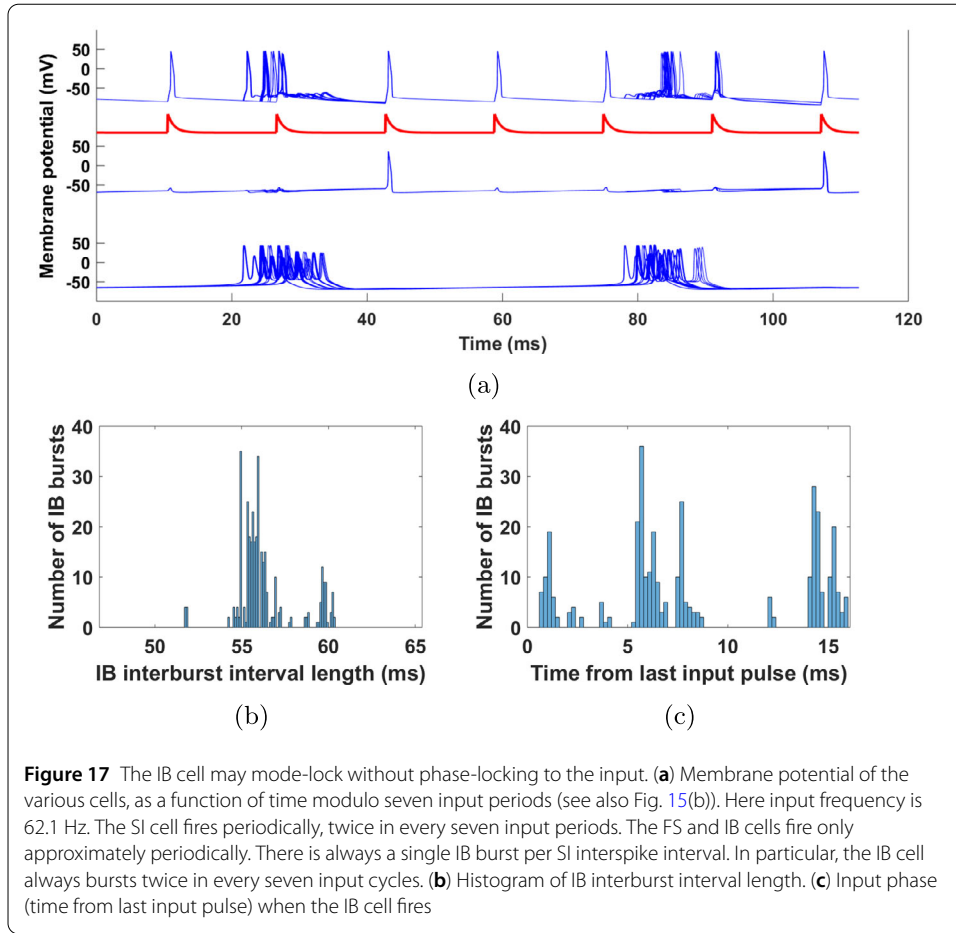 Membrane potential (mV)
50
0
-50
50
0
-50
50
0
-50
0 20 40 60 80 100 120
Time (ms)
(a)
Number of IB bursts
40
30
20
10
0
50 55 60 65
IB interburst interval length (ms)
(b)
Number of IB bursts
40
30
20
10
0
0 5 10 15
Time from last input pulse (ms)
(c)
Figure 17 The IB cell may mode-lock without phase-locking to the input. (a) Membrane potential of the
various cells, as a function of time modulo seven input periods (see also Fig. 15(b)). Here input frequency is
62.1 Hz. The SI cell fires periodically, twice in every seven input periods. The FS and IB cells fire only
approximately periodically. There is always a single IB burst per SI interspike interval. In particular, the IB cell
always bursts twice in every seven input cycles. (b) Histogram of IB interburst interval length. (c) Input phase
(time from last input pulse) when the IB cell fires